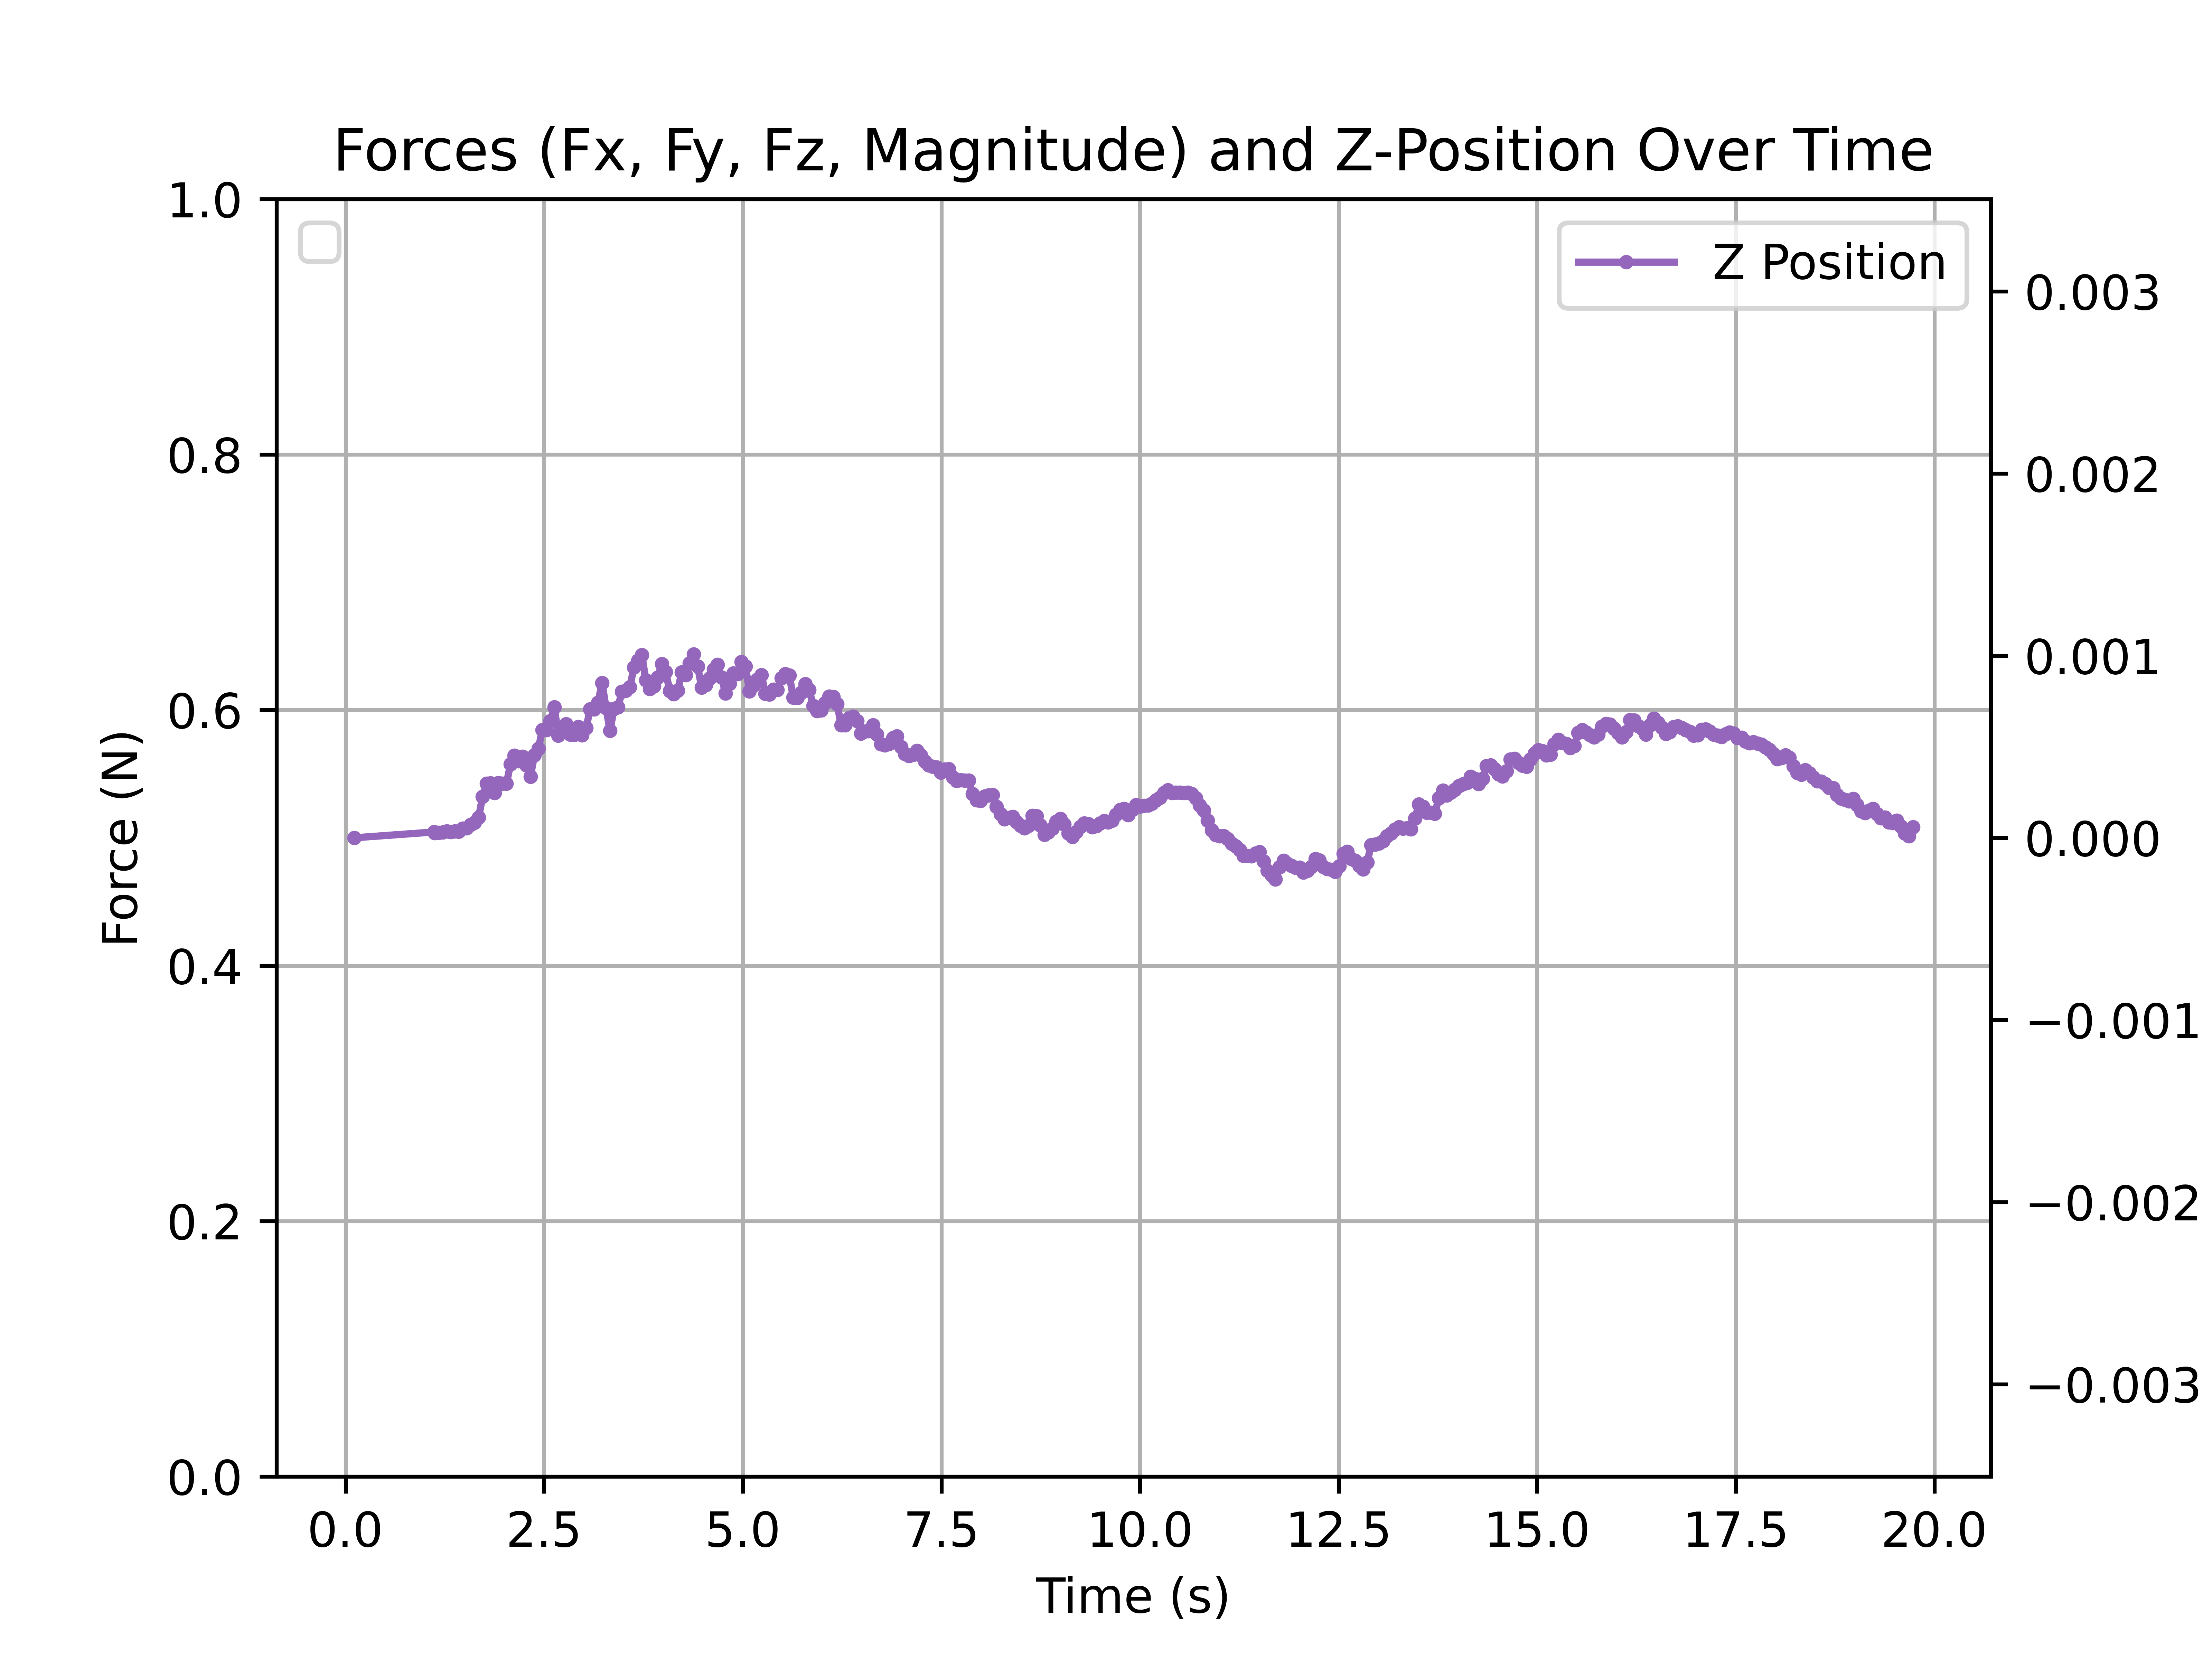 Forces (Fx, Fy, Fz, Magnitude) and Z-Position Over Time
Z Position
1.0
0.8
0.6
0.4
0.2
0.0
Force (N)
0.003
0.002
0.001
0.000
−0.001
−0.002
−0.003
0.0 2.5 5.0 7.5 10.0 12.5 15.0 17.5 20.0
Time (s)